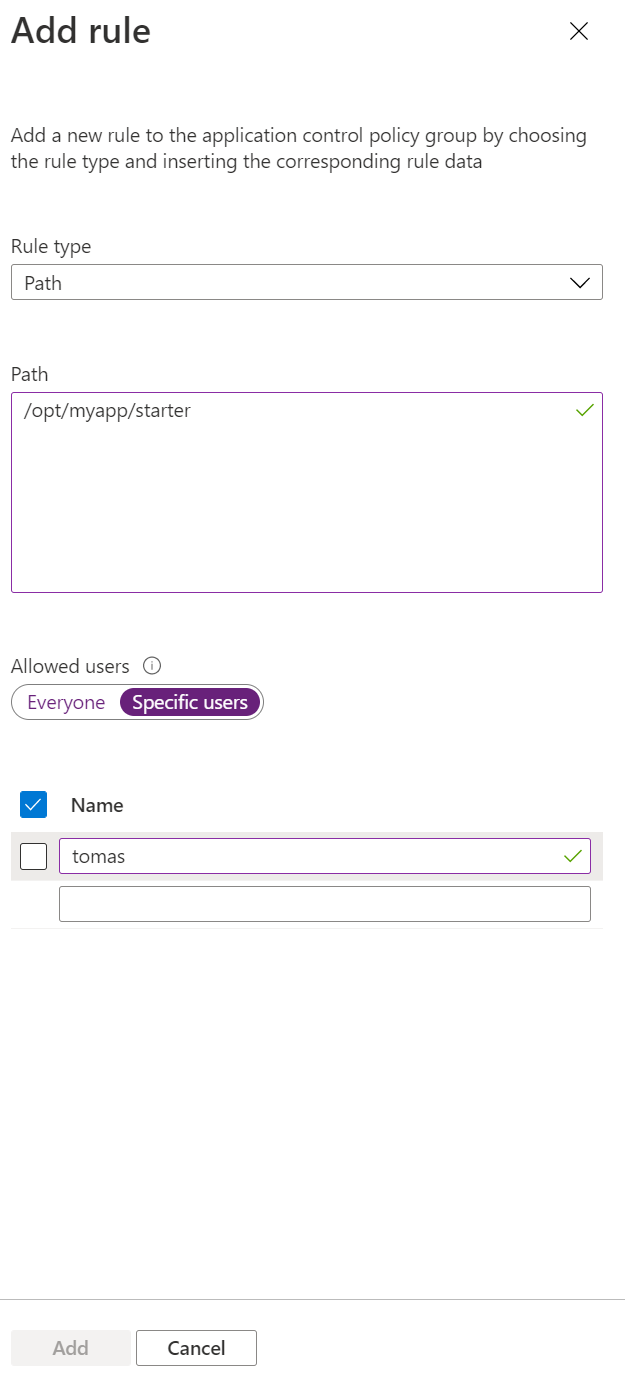 Add rule
Add a new rule to the application control policy group by choosing
the rule type and inserting the corresponding rule data
Rule type
Path
Path
/opt/myapp/starter
Allowed users
Everyone Specific users
Name
tomas
Add Cancel